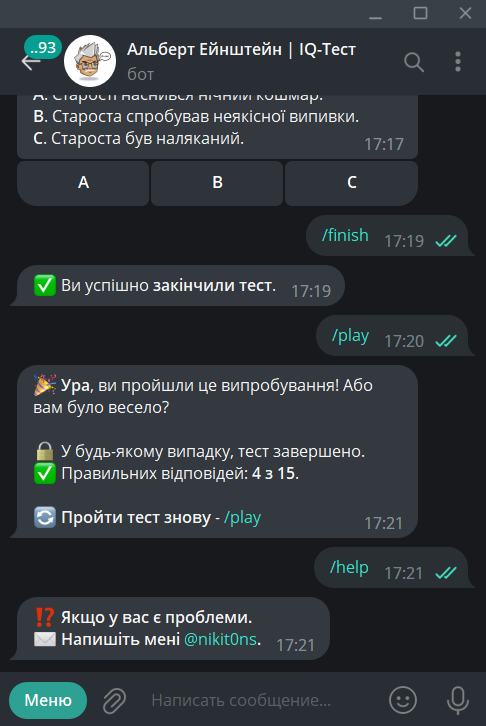 ..93
Альберт Ейнштейн | IQ-Тест
бот
A. Старості наснився нічний кошмар.
B. Староста спробував неякісної випивки.
C. Староста був наляканий.
17:17
A B C
/finish 17:19
Ви успішно закінчили тест. 17:19
/play 17:20
Ура, ви пройшли це випробування! Або
вам було весело?
У будь-якому випадку, тест завершено.
Правильних відповідей: 4 з 15.
Пройти тест знову - /play
17:21
/help 17:21
Якщо у вас є проблеми.
Напишіть мені @nikit0ns. 17:21
Меню Написать сообщение...